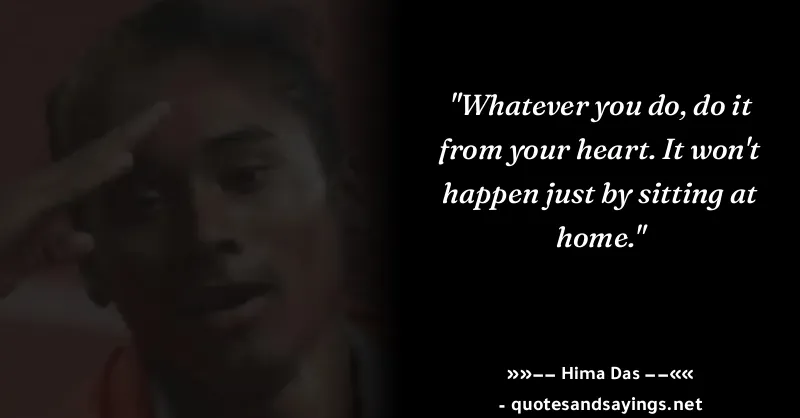 "Whatever you do, do it
from your heart. It won't
happen just by sitting at
home."
»»−− Hima Das −−««
- quotesandsayings.net